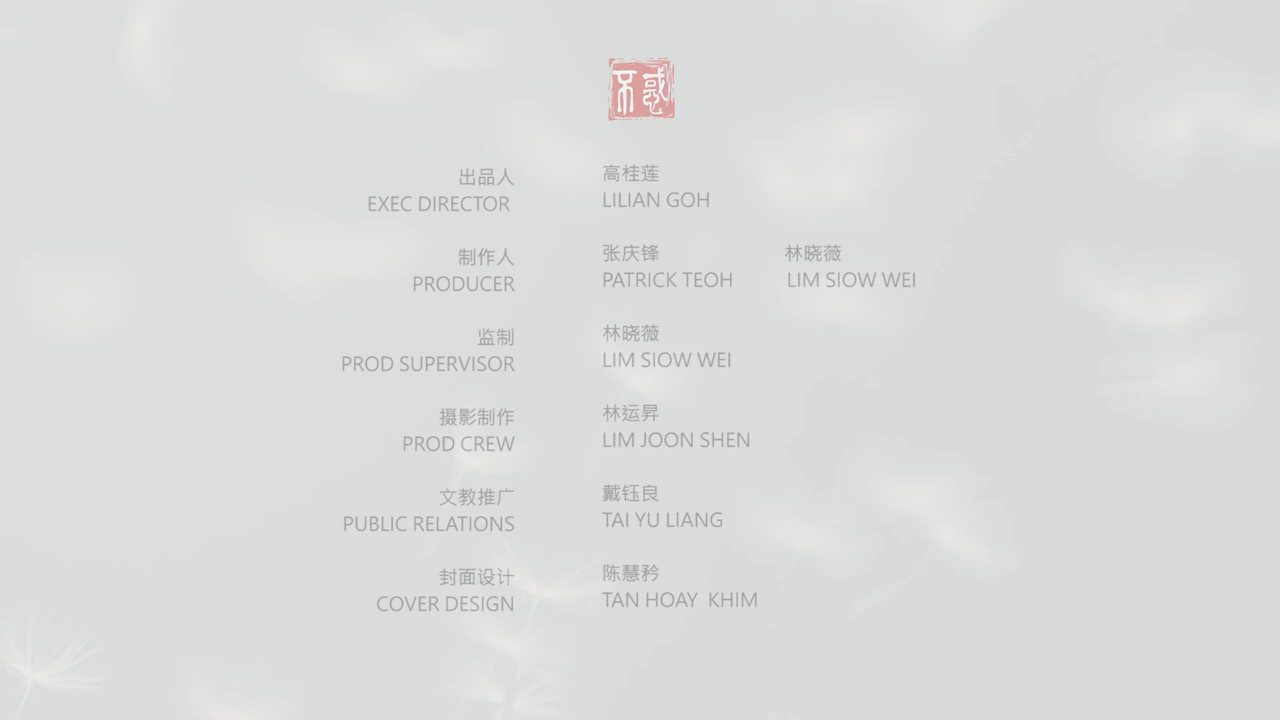 不惑
出品人 高桂莲
EXEC DIRECTOR LILIAN GOH
制作人 张庆锋 林晓薇
PRODUCER PATRICK TEOH LIM SIOW WEI
监制 林晓薇
PROD SUPERVISOR LIM SIOW WEI
摄影制作 林运昇
PROD CREW LIM JOON SHEN
文教推广 戴钰良
PUBLIC RELATIONS TAI YU LIANG
封面设计 陈慧矜
COVER DESIGN TAN HOAY KHIM